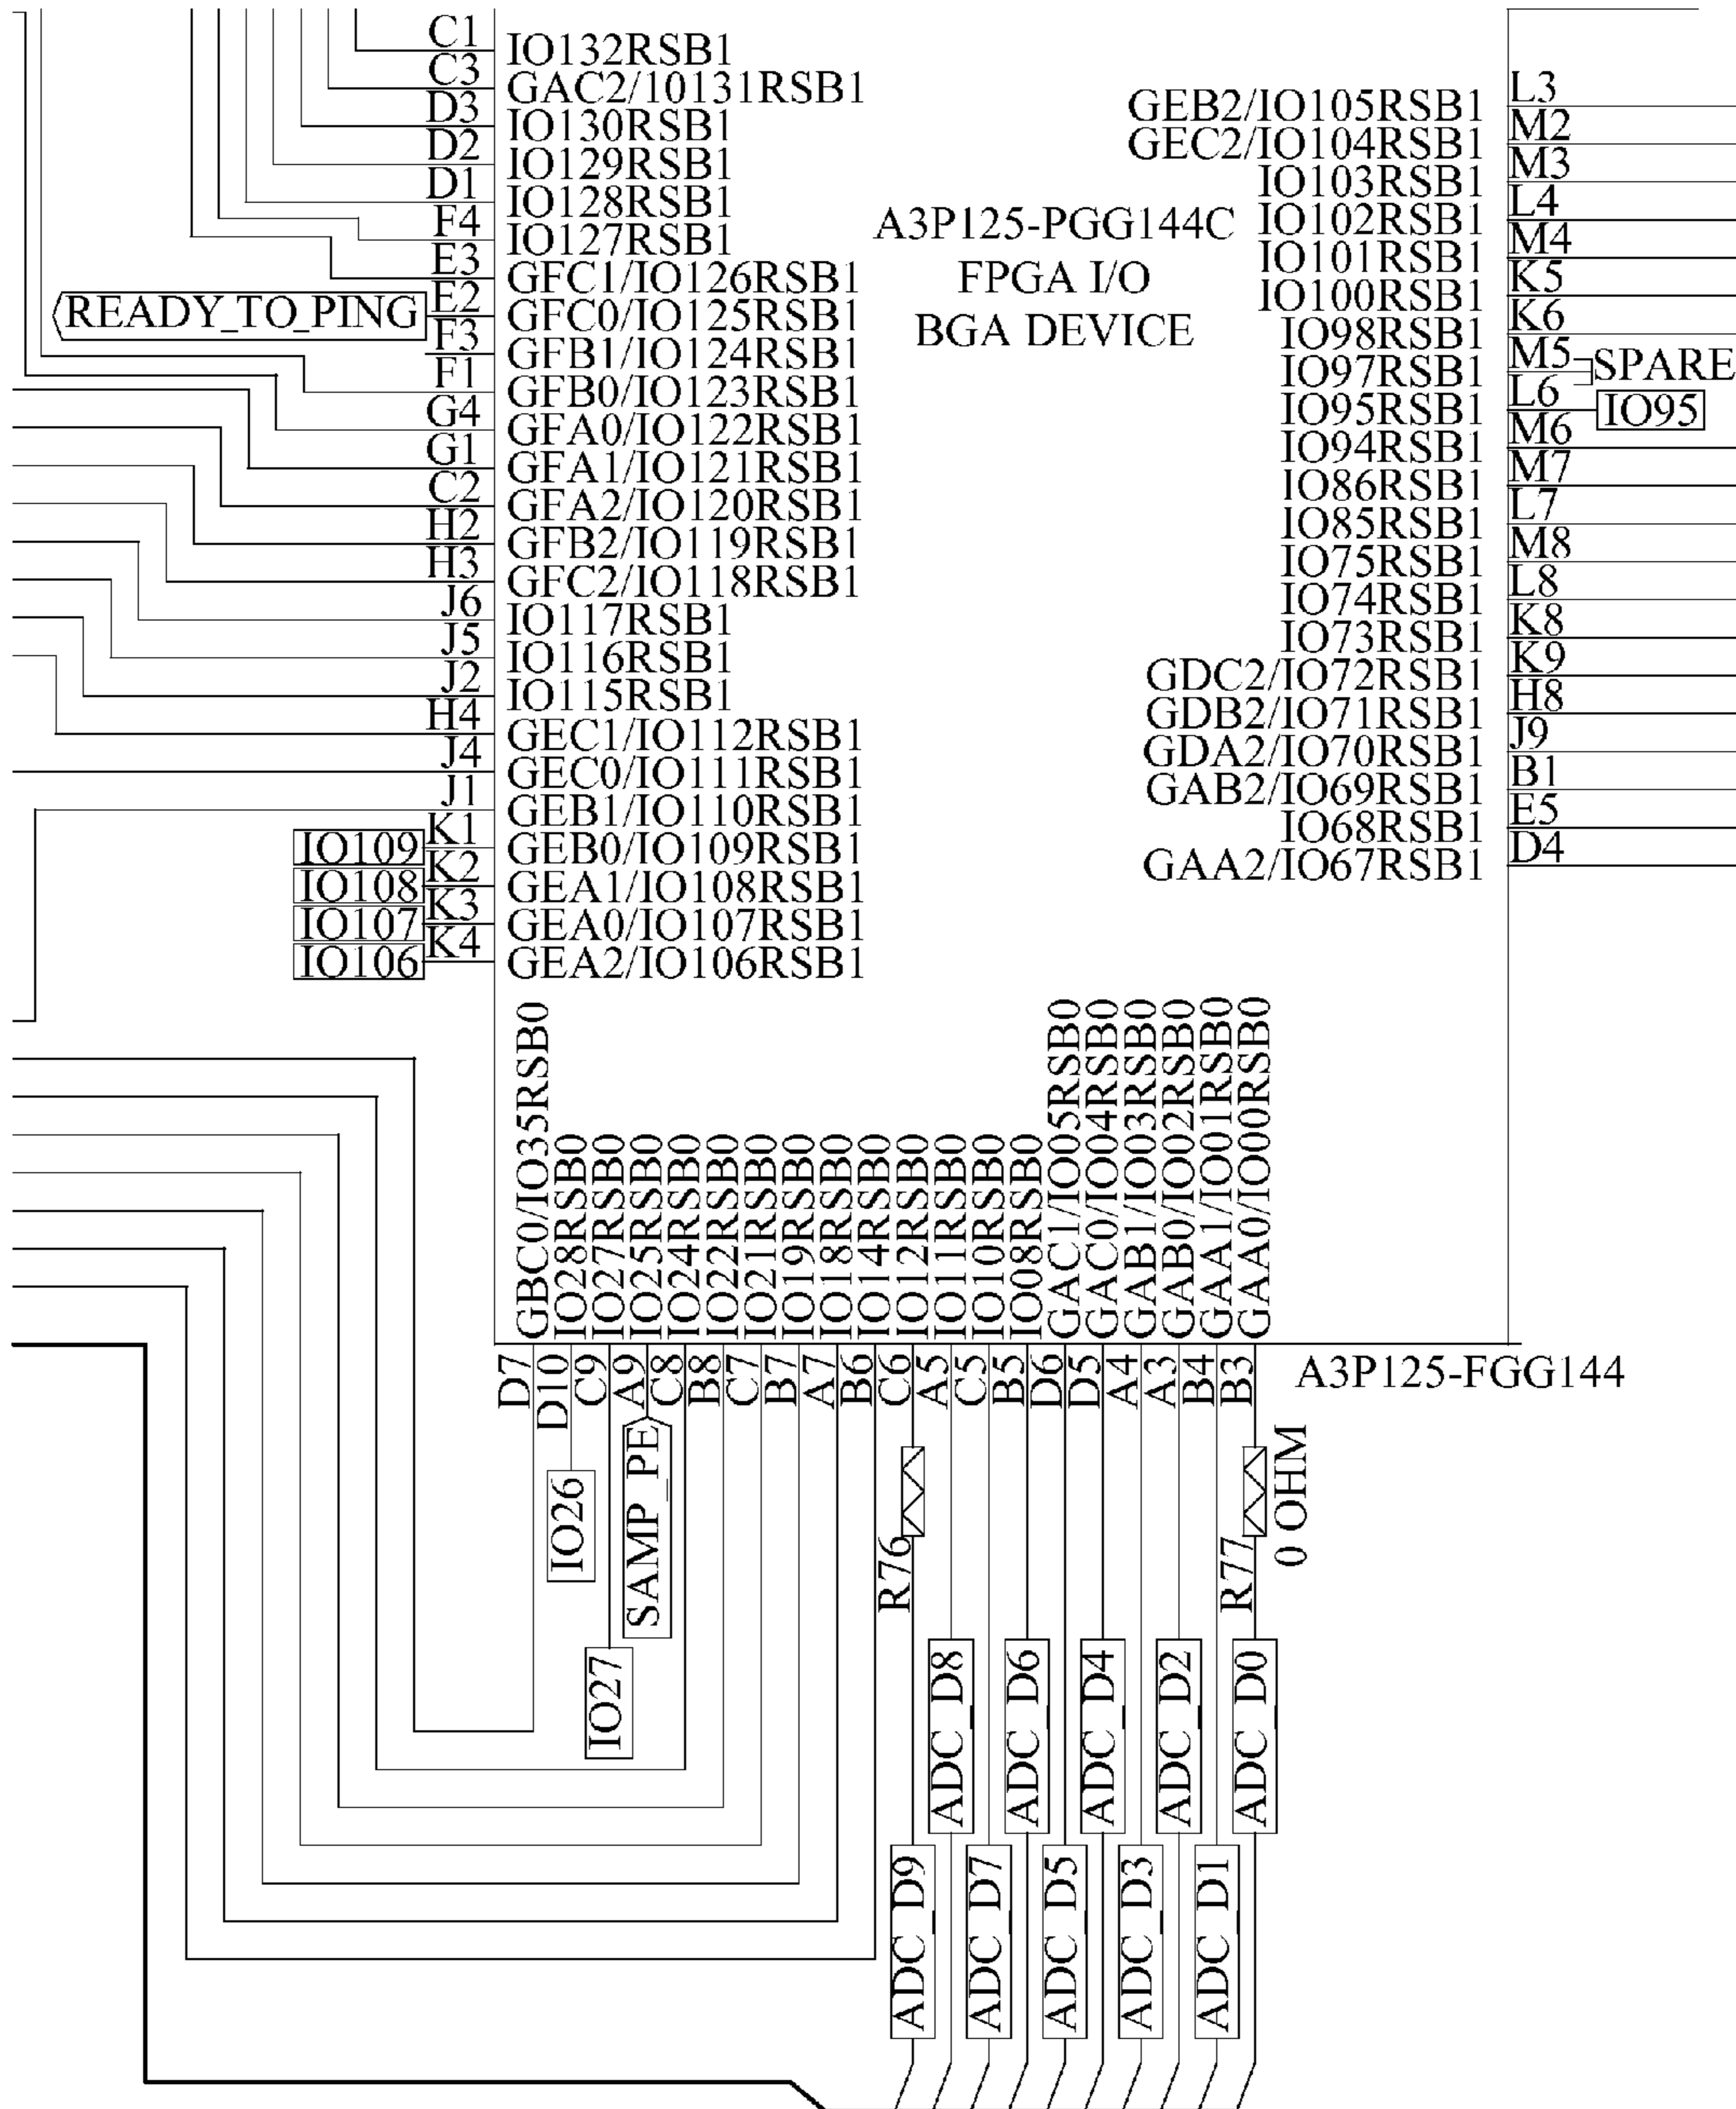 C1 IO132RSB1
C3 GAC2/10131RSB1
D3 IO130RSB1
D2 IO129RSB1
D1 IO128RSB1
F4 IO127RSB1
E3 GFC1/IO126RSB1
READY_TO_PING E2 GFC0/IO125RSB1
F3 GFB1/IO124RSB1
F1 GFB0/IO123RSB1
G4 GFA0/IO122RSB1
G1 GFA1/IO121RSB1
C2 GFA2/IO120RSB1
H2 GFB2/IO119RSB1
H3 GFC2/IO118RSB1
J6 IO117RSB1
J5 IO116RSB1
J2 IO115RSB1
H4 GEC1/IO112RSB1
J4 GEC0/IO111RSB1
J1 GEB1/IO110RSB1
IO109 K1 GEB0/IO109RSB1
IO108 K2 GEA1/IO108RSB1
IO107 K3 GEA0/IO107RSB1
IO106 K4 GEA2/IO106RSB1
A3P125-PGG144C
FPGA I/O
BGA DEVICE
GEB2/IO105RSB1 L3
GEC2/IO104RSB1 M2
IO103RSB1 M3
IO102RSB1 L4
IO101RSB1 M4
IO100RSB1 K5
IO98RSB1 K6
IO97RSB1 M5 SPARE
IO95RSB1 L6 IO95
IO94RSB1 M6
IO86RSB1 M7
IO85RSB1 L7
IO75RSB1 M8
IO74RSB1 L8
IO73RSB1 K8
GDC2/IO72RSB1 K9
GDB2/IO71RSB1 H8
GDA2/IO70RSB1 J9
GAB2/IO69RSB1 B1
IO68RSB1 E5
GAA2/IO67RSB1 D4
D7 GBC0/IO35RSB0
IO26 D10 IO28RSB0
IO27 C9 IO27RSB0
SAMP_PE A9 IO25RSB0
C8 IO24RSB0
B8 IO22RSB0
C7 IO21RSB0
B7 IO19RSB0
A7 IO18RSB0
B6 IO14RSB0
ADC_D9 R76 C6 IO12RSB0
ADC_D8 A5 IO11RSB0
ADC_D7 C5 IO10RSB0
ADC_D6 B5 IO08RSB0
ADC_D5 D6 GAC1/IO05RSB0
ADC_D4 D5 GAC0/IO04RSB0
ADC_D3 A4 GAB1/IO03RSB0
ADC_D2 A3 GAB0/IO02RSB0
ADC_D1 B4 GAA1/IO01RSB0
ADC_D0 R77 B3 GAA0/IO00RSB0
0 OHM
A3P125-FGG144